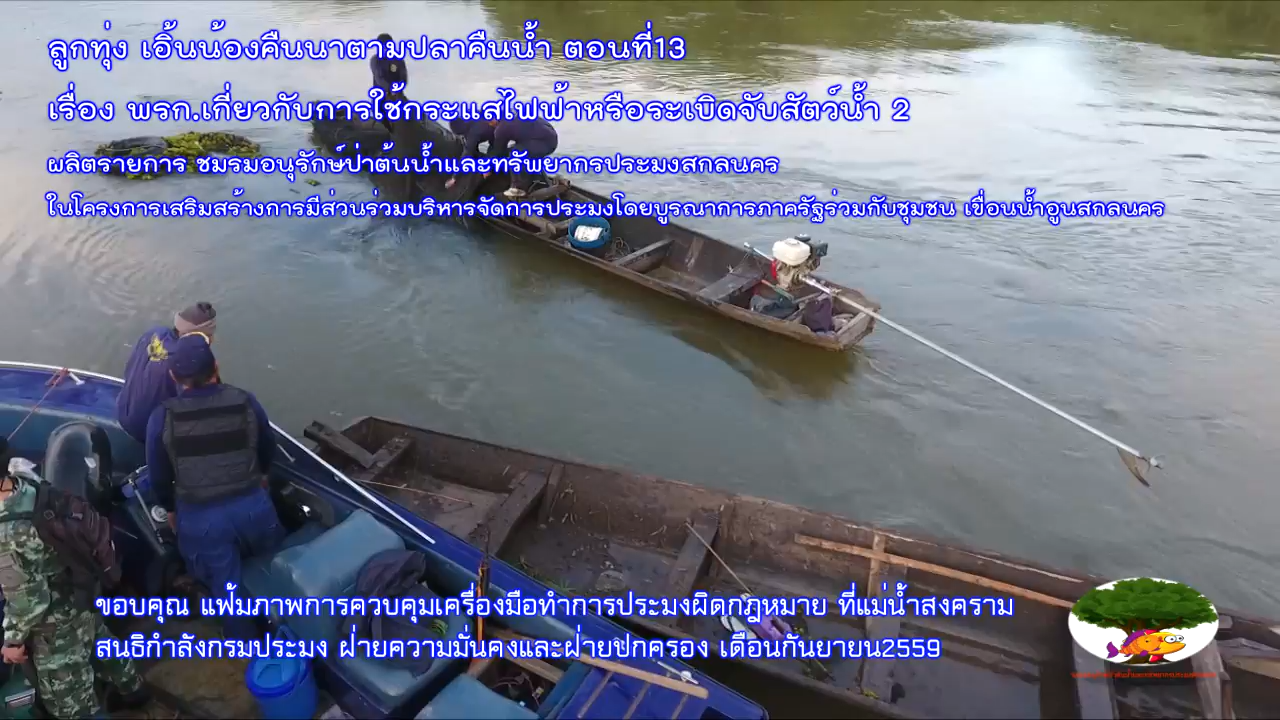 ลูกทุ่ง เอิ้นน้องคืนนาตามปลาคืนน้ำ ตอนที่13
เรื่อง พรก.เกี่ยวกับการใช้กระแสไฟฟ้าหรือระเบิดจับสัตว์น้ำ 2
ผลิตรายการ ชมรมอนุรักษ์ป่าต้นน้ำและทรัพยากรประมงสกลนคร
ในโครงการเสริมสร้างการมีส่วนร่วมบริหารจัดการประมงโดยบูรณาการภาครัฐร่วมกับชุมชน เขื่อนน้ำอูนสกลนคร
ขอบคุณ แฟ้มภาพการควบคุมเครื่องมือทำการประมงผิดกฎหมาย ที่แม่น้ำสงคราม
สนธิกำลังกรมประมง ฝ่ายความมั่นคงและฝ่ายปกครอง เดือนกันยายน2559